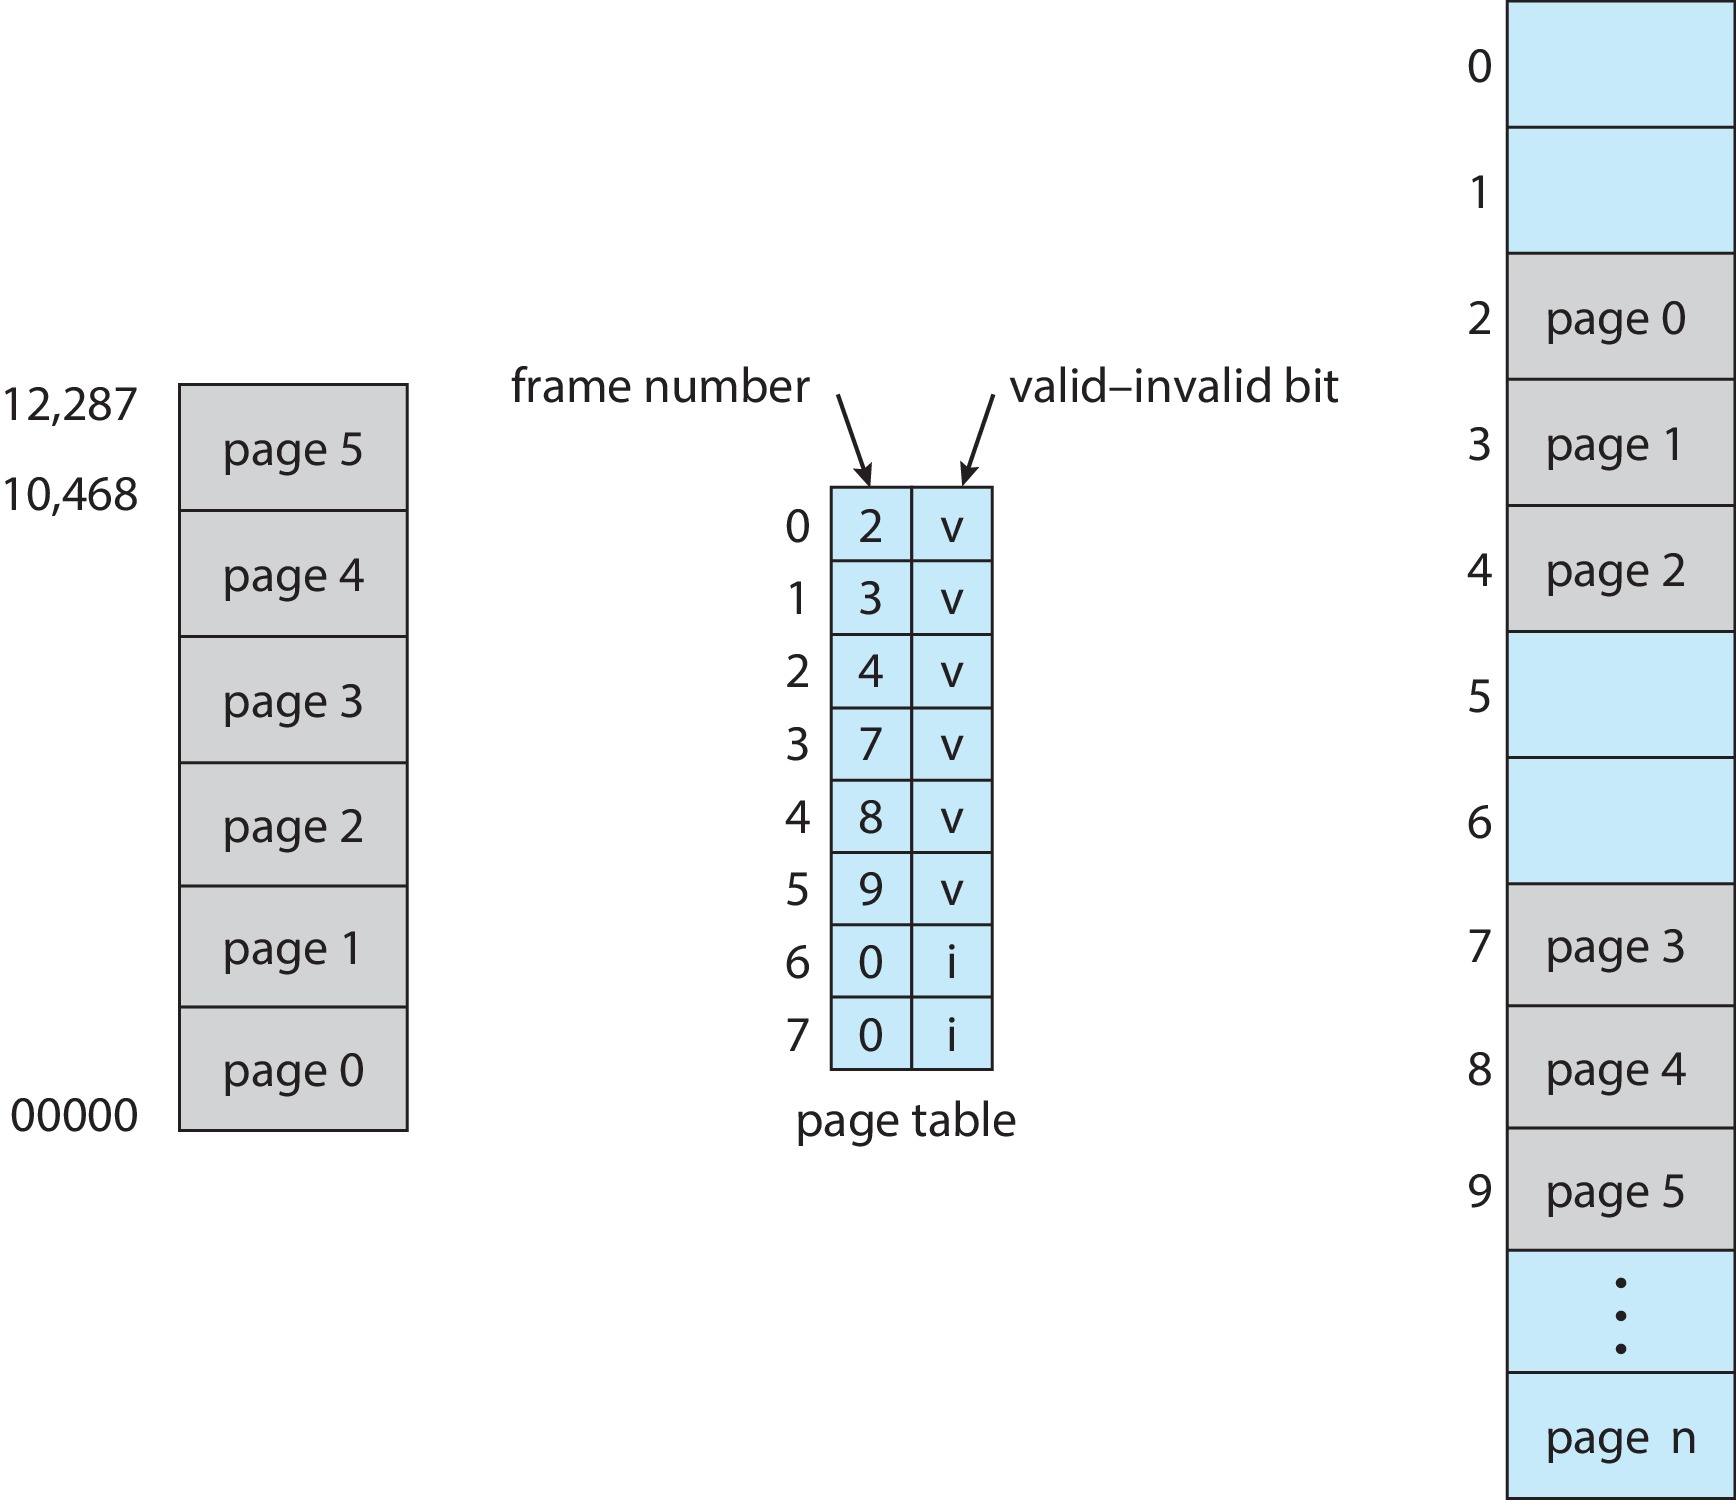 12,287
10,468
00000
page 5
page 4
page 3
page 2
page 1
page 0
frame number
valid–invalid bit
0 2 v
1 3 v
2 4 v
3 7 v
4 8 v
5 9 v
6 0 i
7 0 i
page table
0
1
2 page 0
3 page 1
4 page 2
5
6
7 page 3
8 page 4
9 page 5
page n